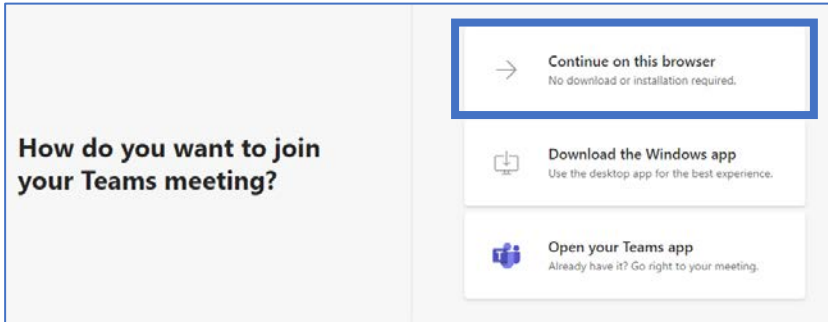 How do you want to join
your Teams meeting?
Continue on this browser
No download or installation required.
Download the Windows app
Use the desktop app for the best experience.
Open your Teams app
Already have it? Go right to your meeting.